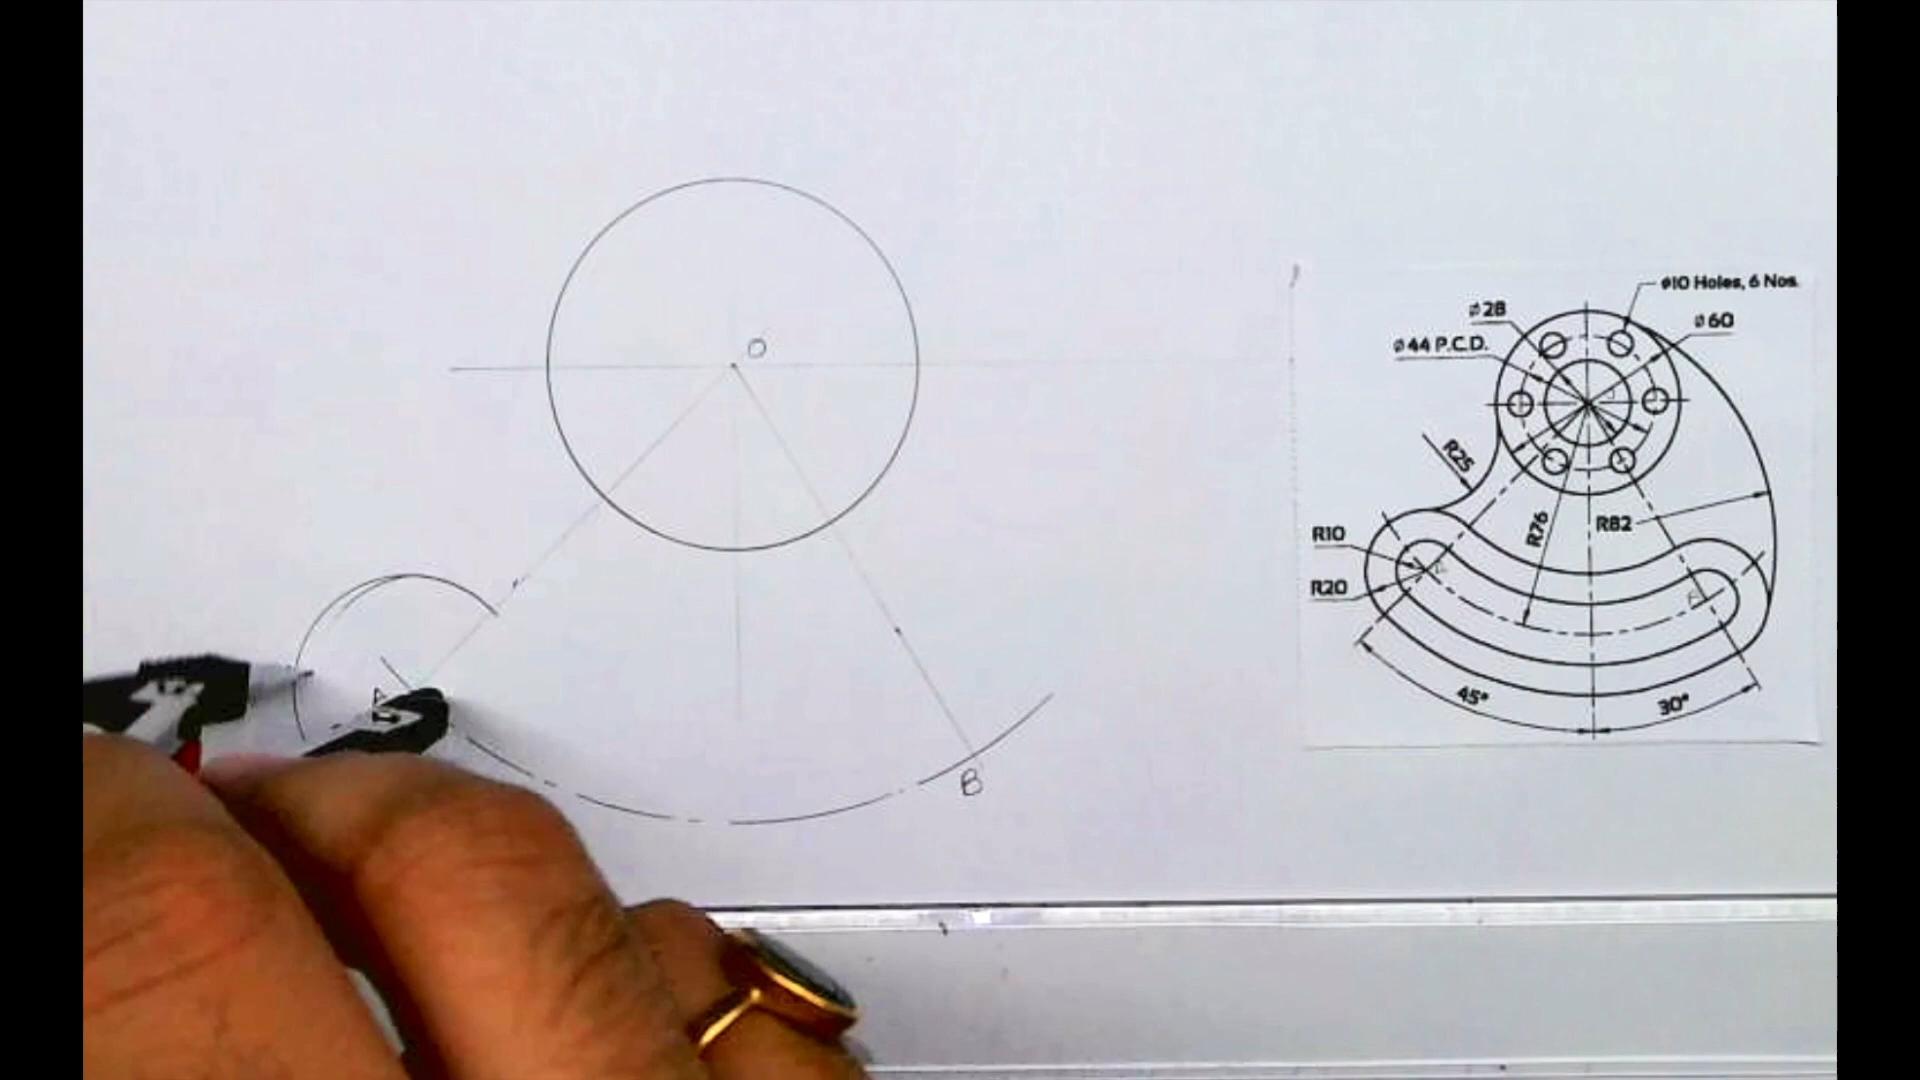 O
A
B
ø10 Holes, 6 Nos.
ø28
ø60
ø44 P.C.D.
R25
R76
R82
R10
R20
45°
30°